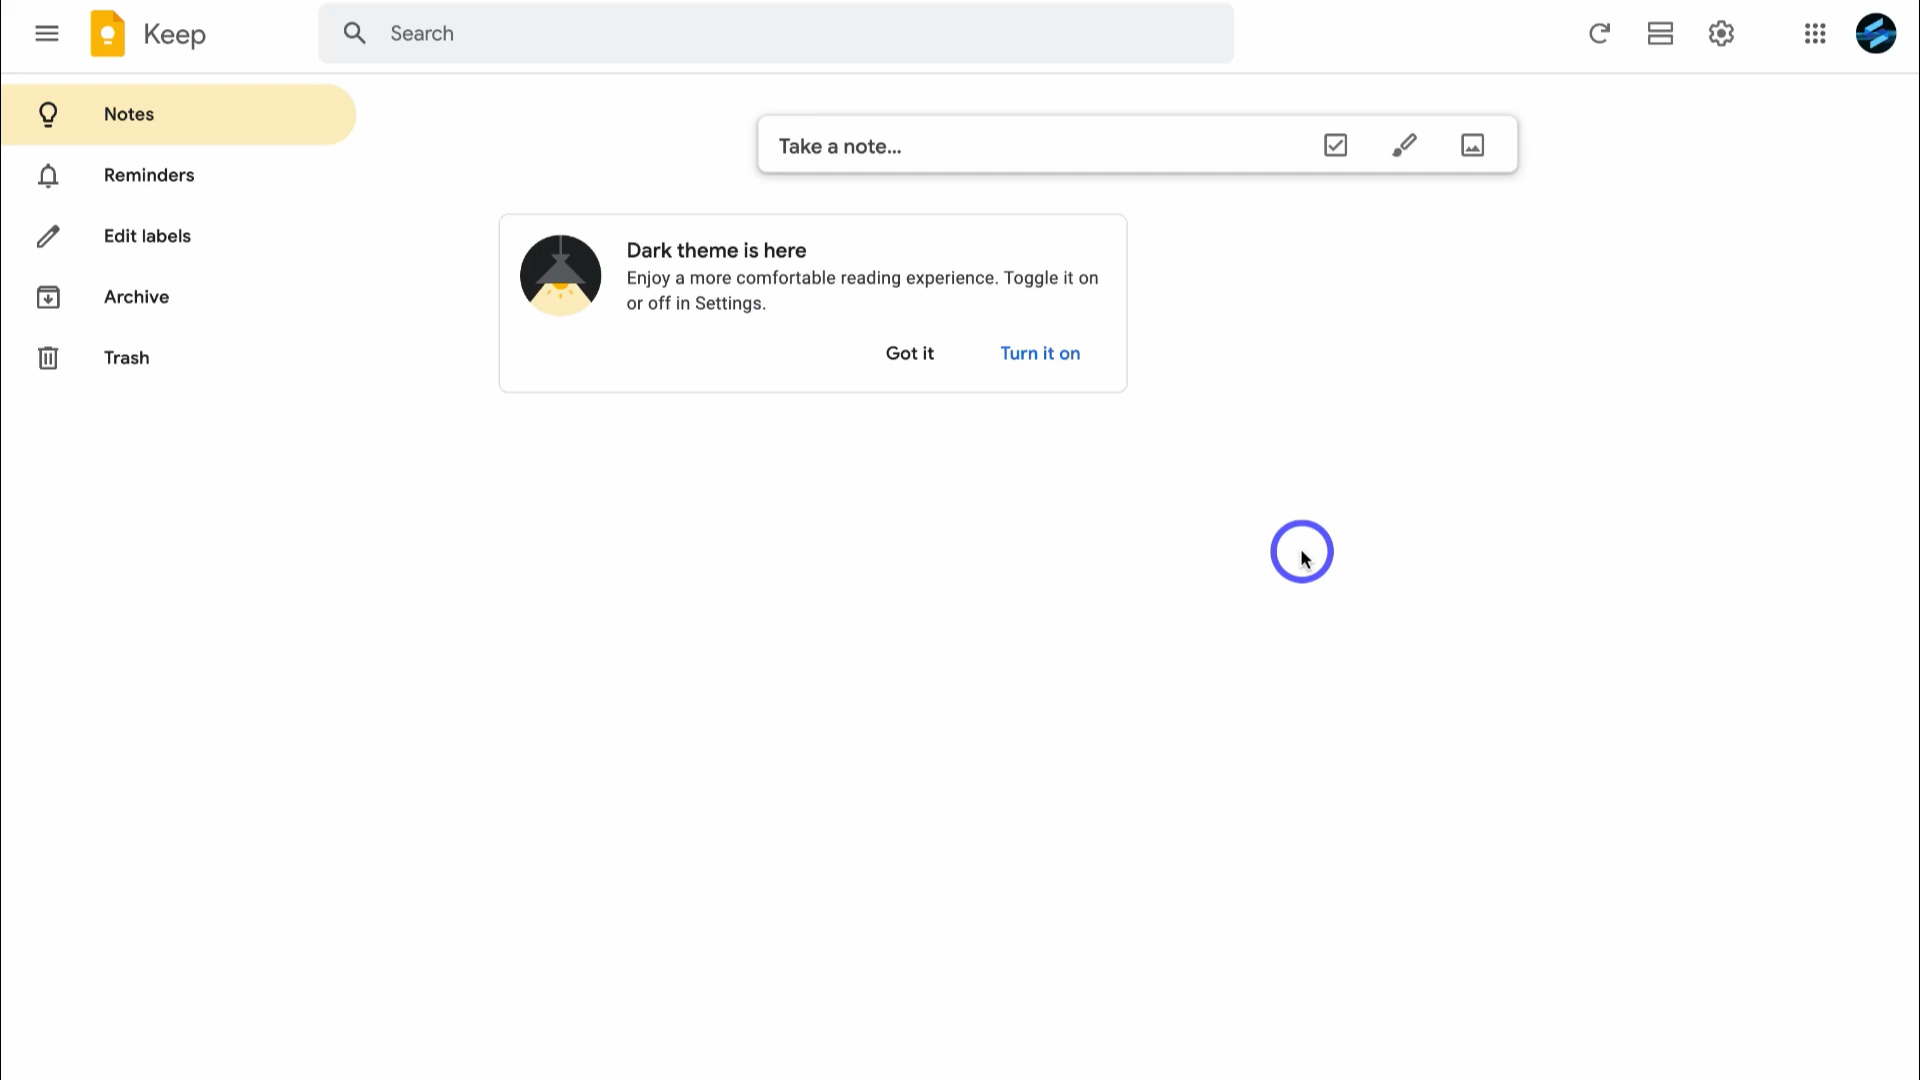 Keep
Search
Notes
Reminders
Edit labels
Archive
Trash
Take a note...
Dark theme is here
Enjoy a more comfortable reading experience. Toggle it on
or off in Settings.
Got it
Turn it on